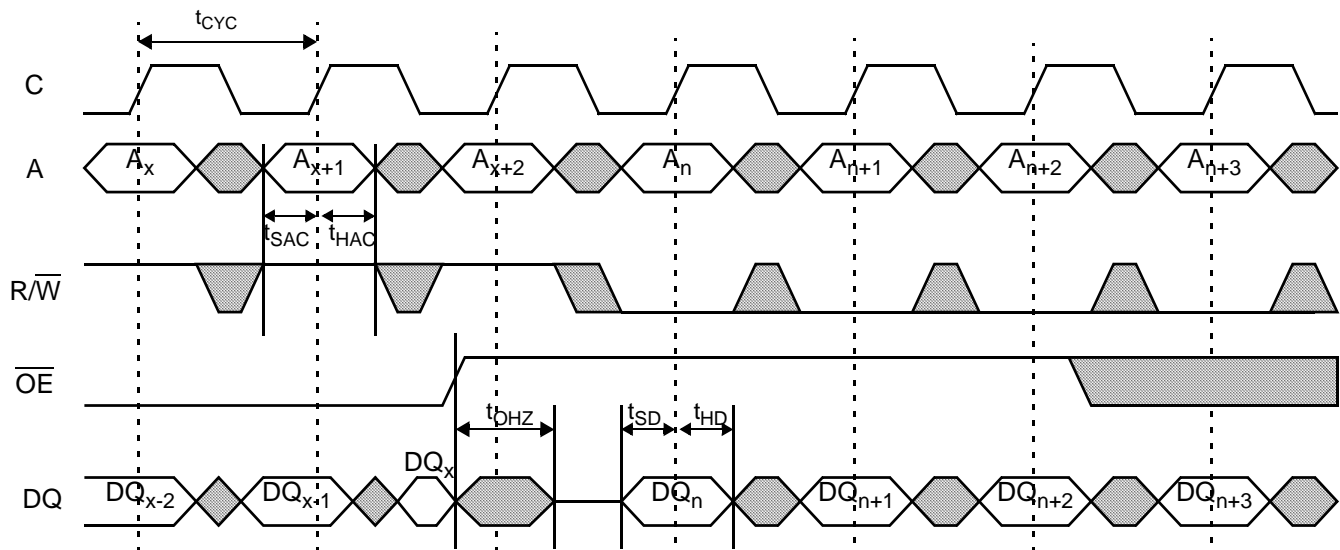 tCYC
C
A Ax Ax+1 Ax+2 An An+1 An+2 An+3
tSAC tHAC
R/W̅
O̅E̅
tOHZ tSD tHD
DQx
DQ DQx-2 DQx-1 DQn DQn+1 DQn+2 DQn+3